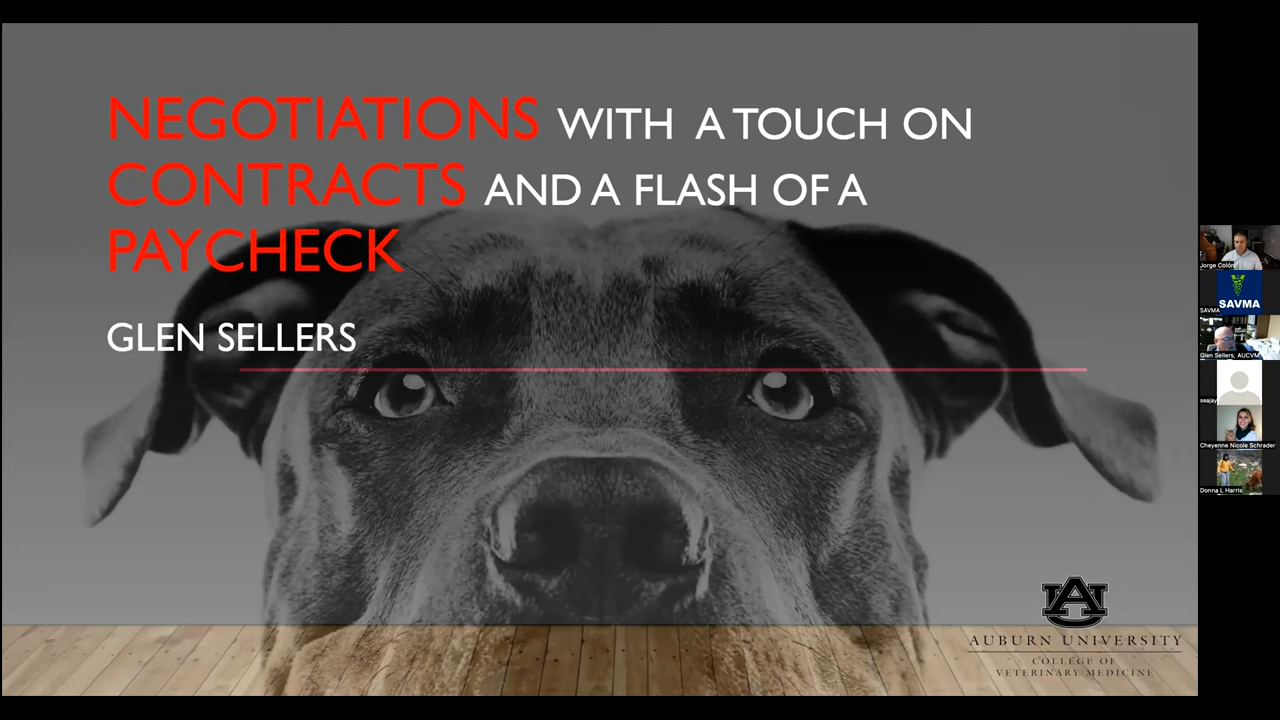 NEGOTIATIONS WITH A TOUCH ON
CONTRACTS AND A FLASH OF A
PAYCHECK
GLEN SELLERS
AUBURN UNIVERSITY
COLLEGE OF
VETERINARY MEDICINE
Jorge Colón
SAVMA
SAVMA
Glen Sellers, AUCVM
seajay
Cheyenne Nicole Schrader
Donna L Harris